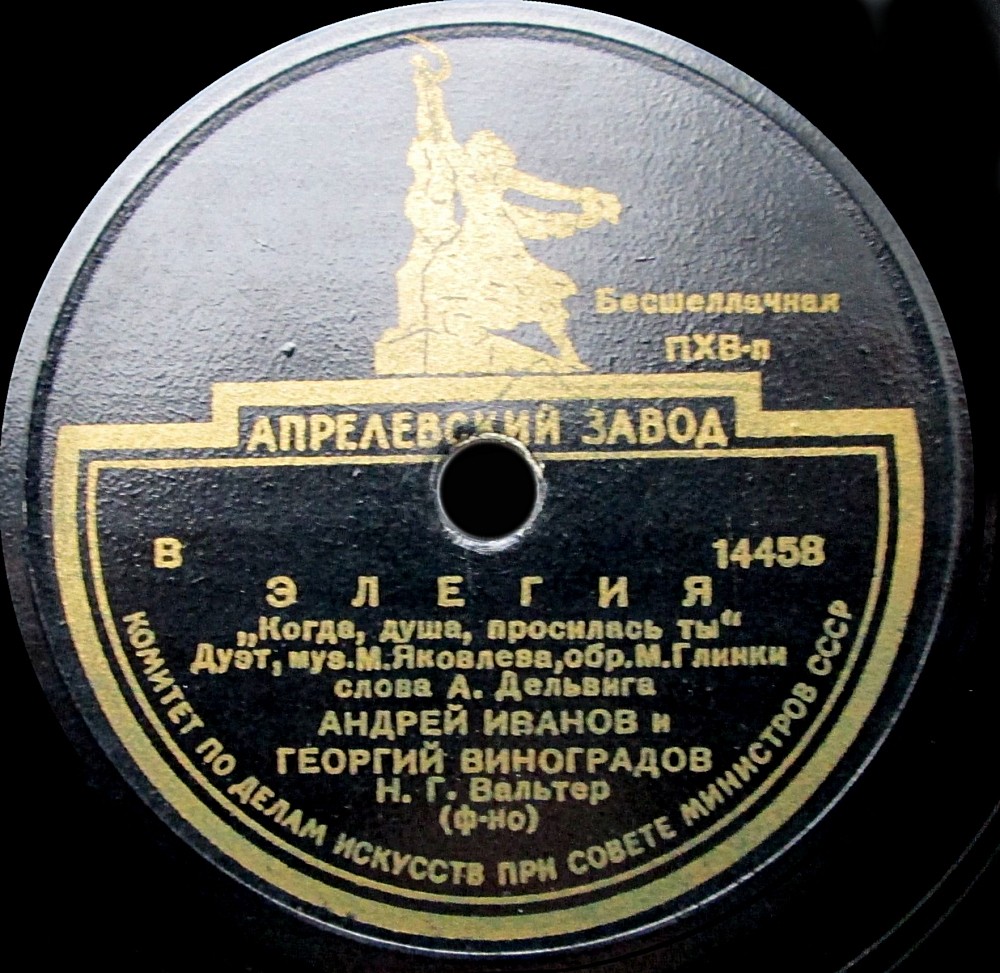 Бесшеллачная
ПХВ-п
АПРЕЛЕВСКИЙ ЗАВОД
В 14458
ЭЛЕГИЯ
„Когда, душа, просилась ты“
Дуэт, муз.М.Яковлева,обр.М.Глинки
слова А. Дельвига
АНДРЕЙ ИВАНОВ и
ГЕОРГИЙ ВИНОГРАДОВ
Н. Г. Вальтер
(ф-но)
КОМИТЕТ ПО ДЕЛАМ ИСКУССТВ ПРИ СОВЕТЕ МИНИСТРОВ СССР